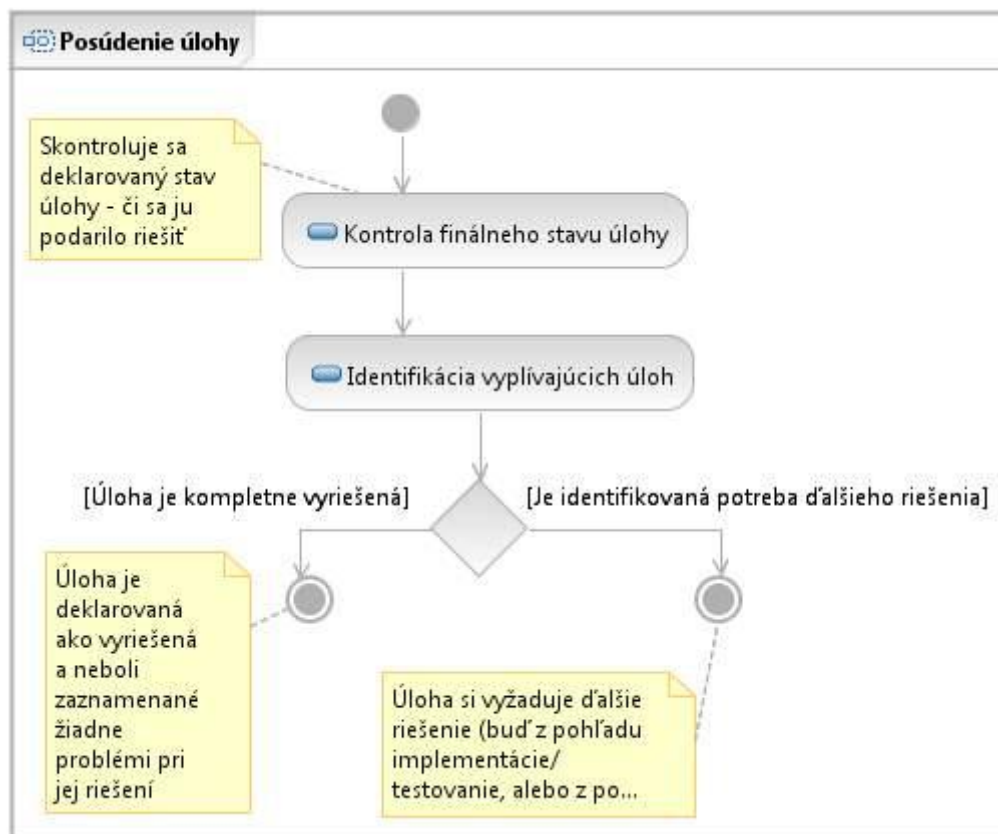 Posúdenie úlohy
Skontroluje sa
deklarovaný stav
úlohy - či sa ju
podarilo riešiť
Kontrola finálneho stavu úlohy
Identifikácia vyplívajúcich úloh
[Úloha je kompletne vyriešená]
[Je identifikovaná potreba ďalšieho riešenia]
Úloha je
deklarovaná
ako vyriešená
a neboli
zaznamenané
žiadne
problémi pri
jej riešení
Úloha si vyžaduje ďalšie
riešenie (buď z pohľadu
implementácie/
testovanie, alebo z po...